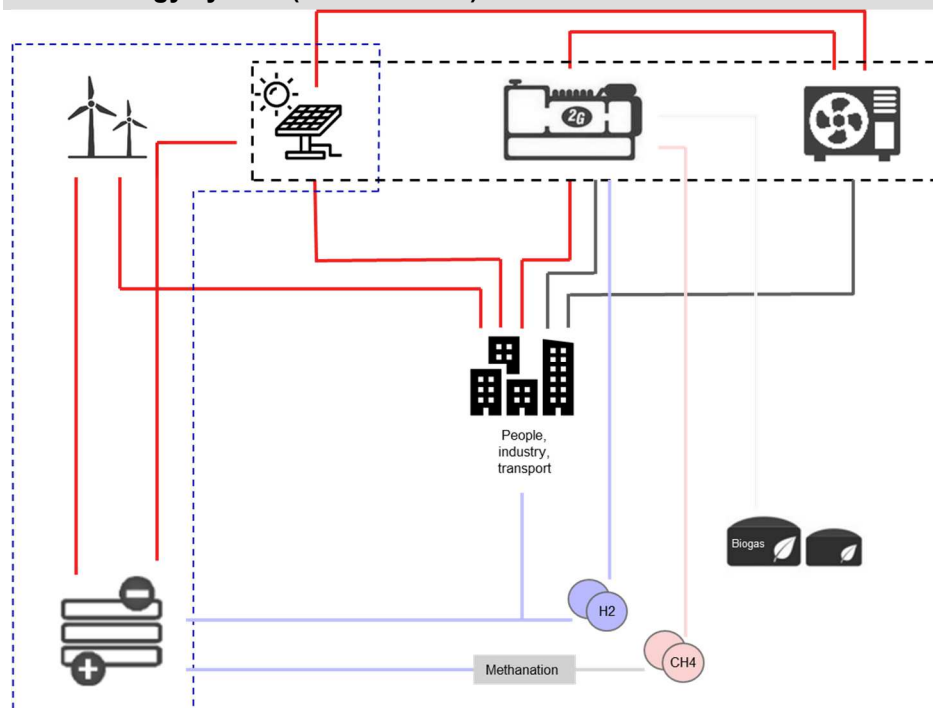 2G
People,
industry,
transport
Biogas
H2
CH4
Methanation